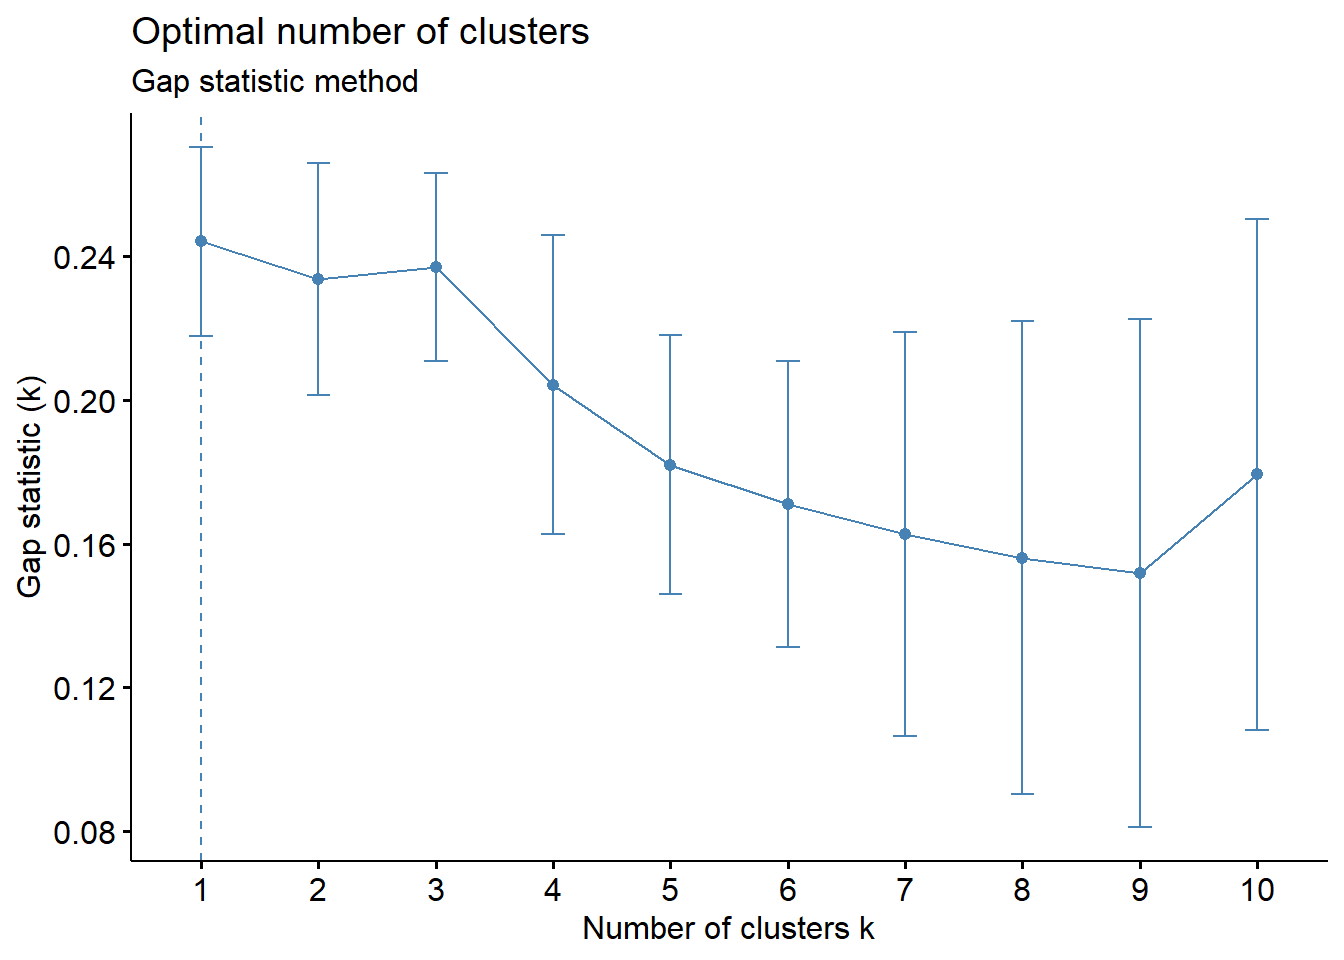 Optimal number of clusters
Gap statistic method
Gap statistic (k)
0.24
0.20
0.16
0.12
0.08
1 2 3 4 5 6 7 8 9 10
Number of clusters k